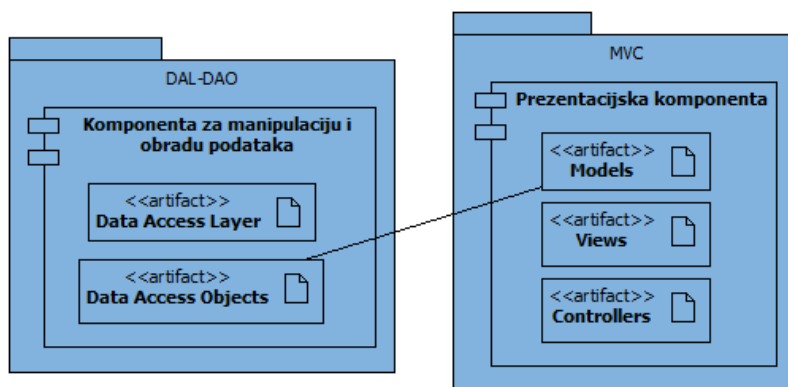 DAL-DAO
Komponenta za manipulaciju i
obradu podataka
<<artifact>>
Data Access Layer
<<artifact>>
Data Access Objects
MVC
Prezentacijska komponenta
<<artifact>>
Models
<<artifact>>
Views
<<artifact>>
Controllers